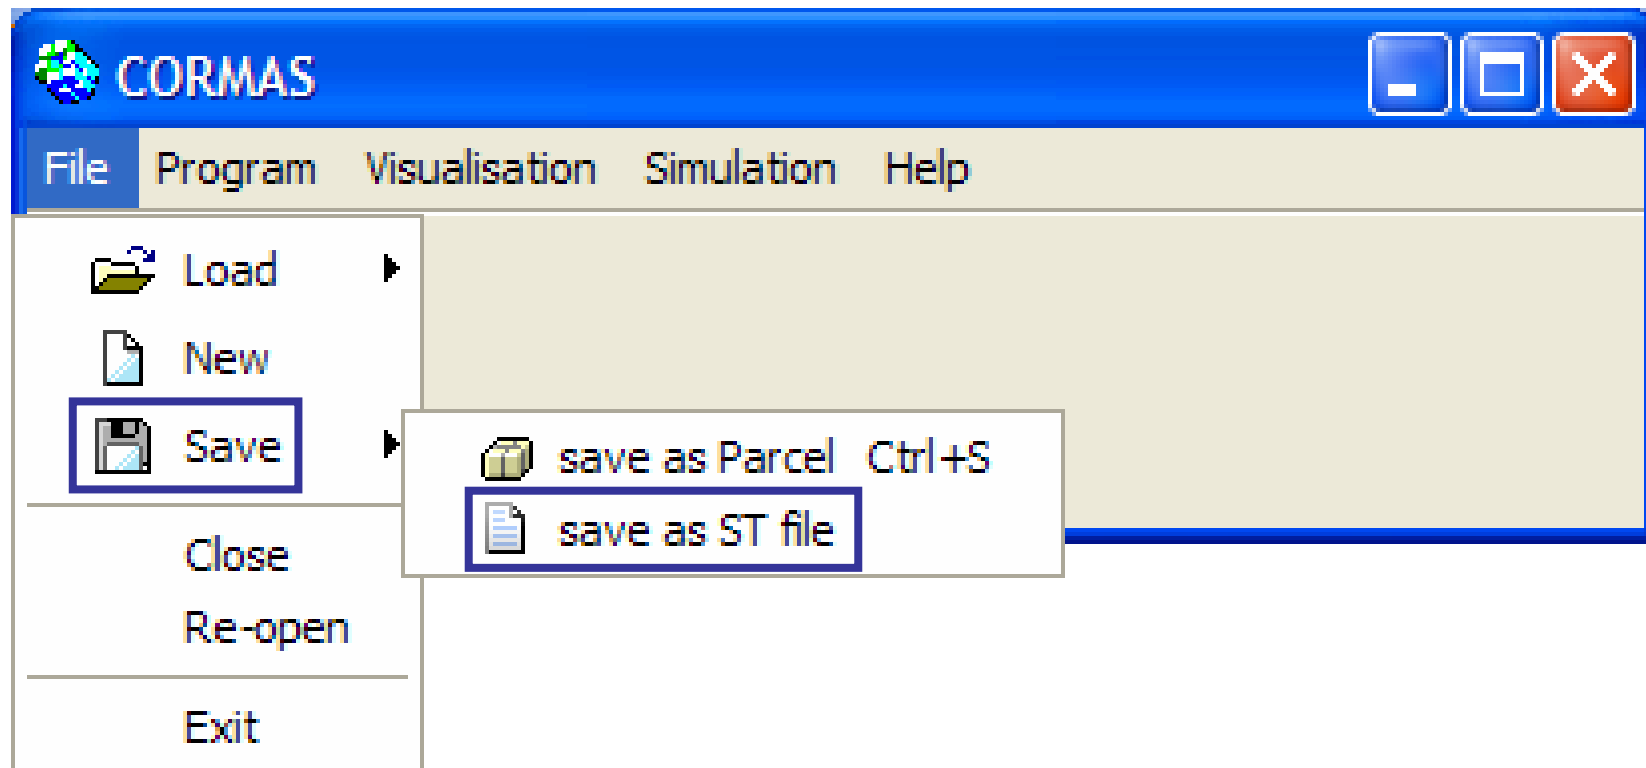 CORMAS
File Program Visualisation Simulation Help
Load
New
Save
save as Parcel Ctrl+S
save as ST file
Close
Re-open
Exit